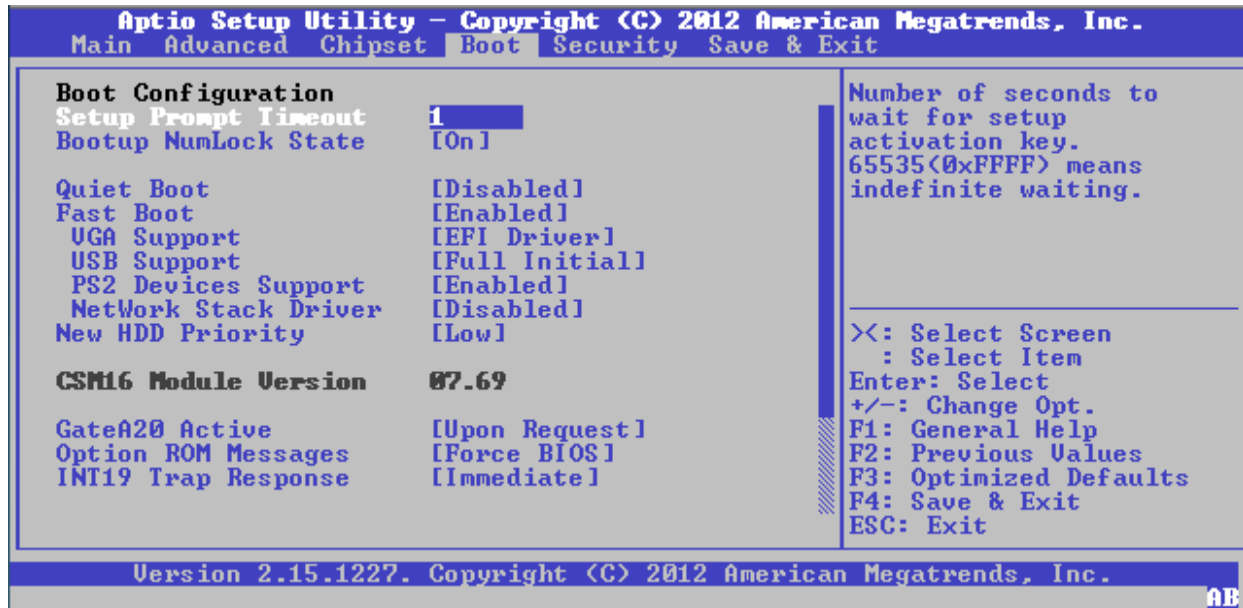 Aptio Setup Utility – Copyright (C) 2012 American Megatrends, Inc.
Main Advanced Chipset Boot Security Save & Exit
Boot Configuration
Setup Prompt Timeout 1
Bootup NumLock State [On]
Quiet Boot [Disabled]
Fast Boot [Enabled]
VGA Support [EFI Driver]
USB Support [Full Initial]
PS2 Devices Support [Enabled]
NetWork Stack Driver [Disabled]
New HDD Priority [Low]
CSM16 Module Version 07.69
GateA20 Active [Upon Request]
Option ROM Messages [Force BIOS]
INT19 Trap Response [Immediate]
Number of seconds to
wait for setup
activation key.
65535(0xFFFF) means
indefinite waiting.
><: Select Screen
: Select Item
Enter: Select
+/-: Change Opt.
F1: General Help
F2: Previous Values
F3: Optimized Defaults
F4: Save & Exit
ESC: Exit
Version 2.15.1227. Copyright (C) 2012 American Megatrends, Inc.
AB